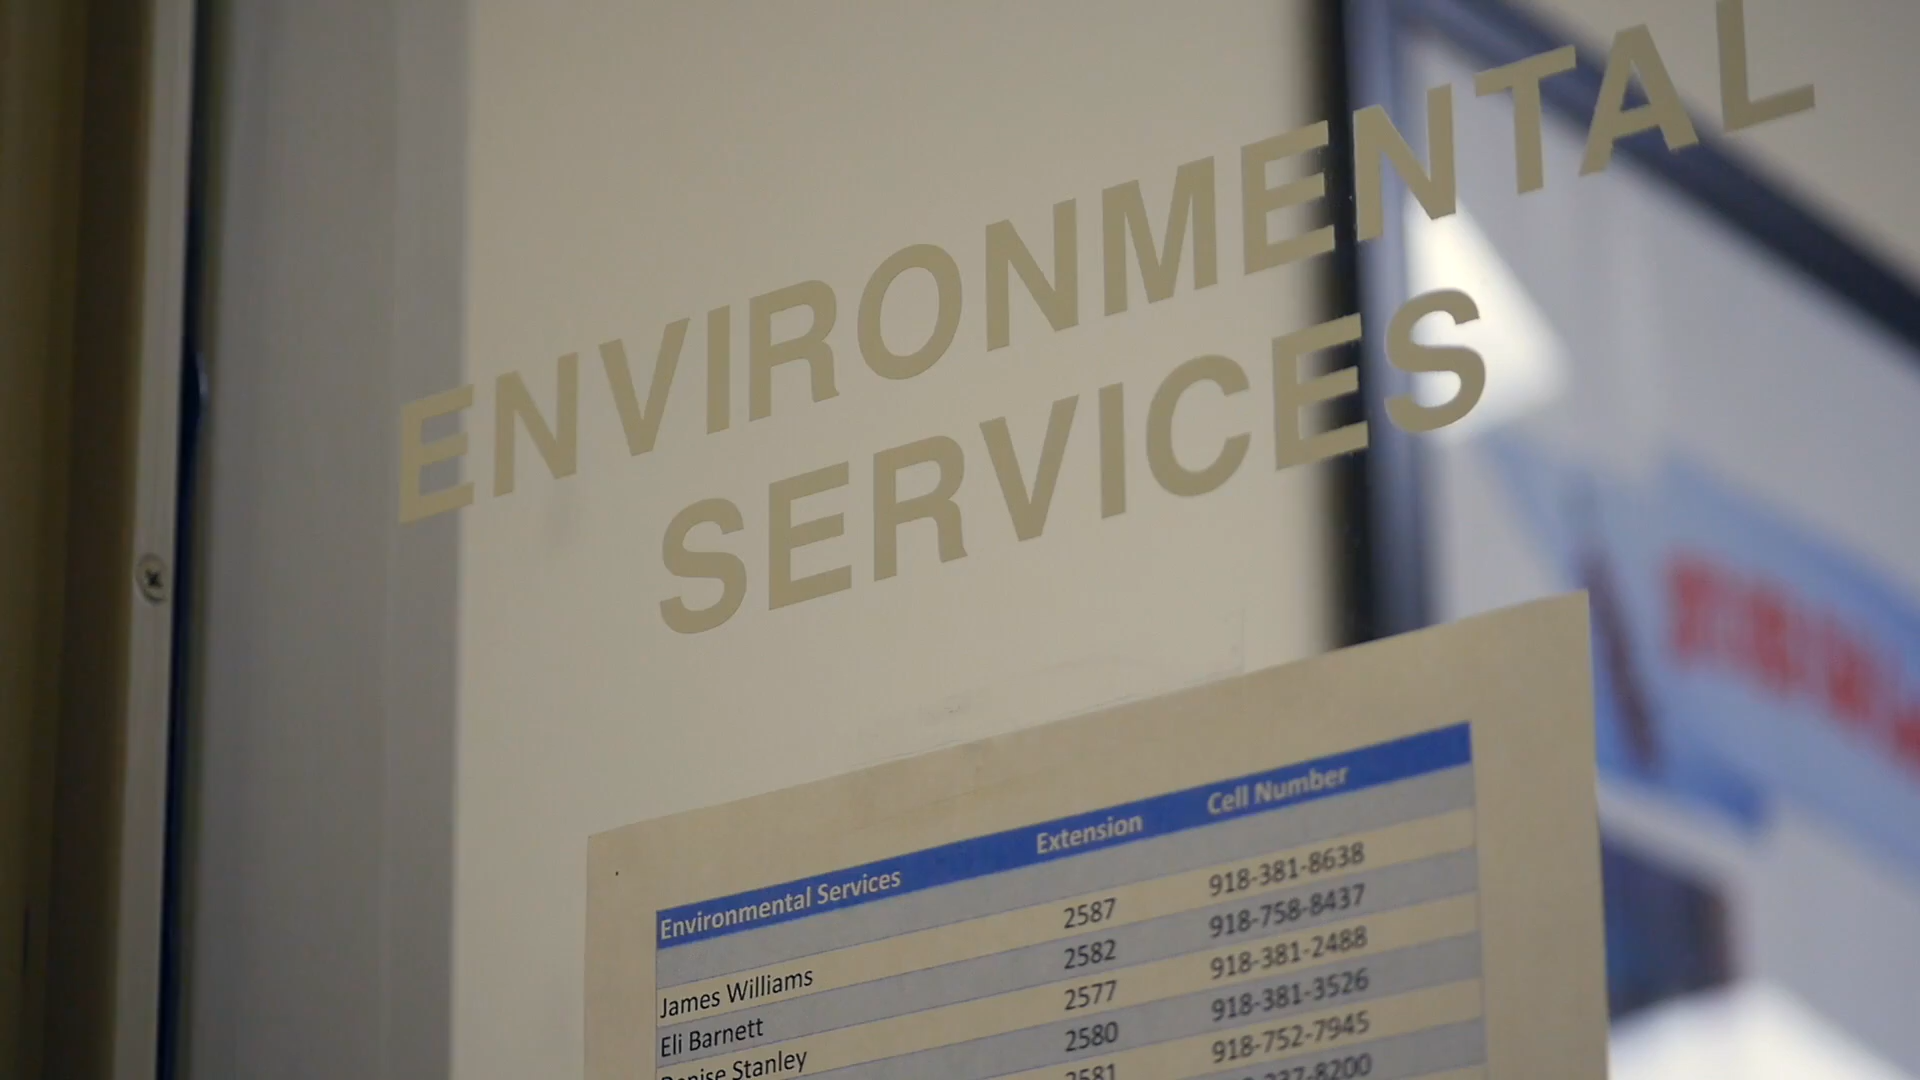 ENVIRONMENTAL
SERVICES
Environmental Services Extension Cell Number
James Williams 2587 918-381-8638
Eli Barnett 2582 918-758-8437
Stanley 2577 918-381-2488
2580 918-381-3526
2581 918-752-7945